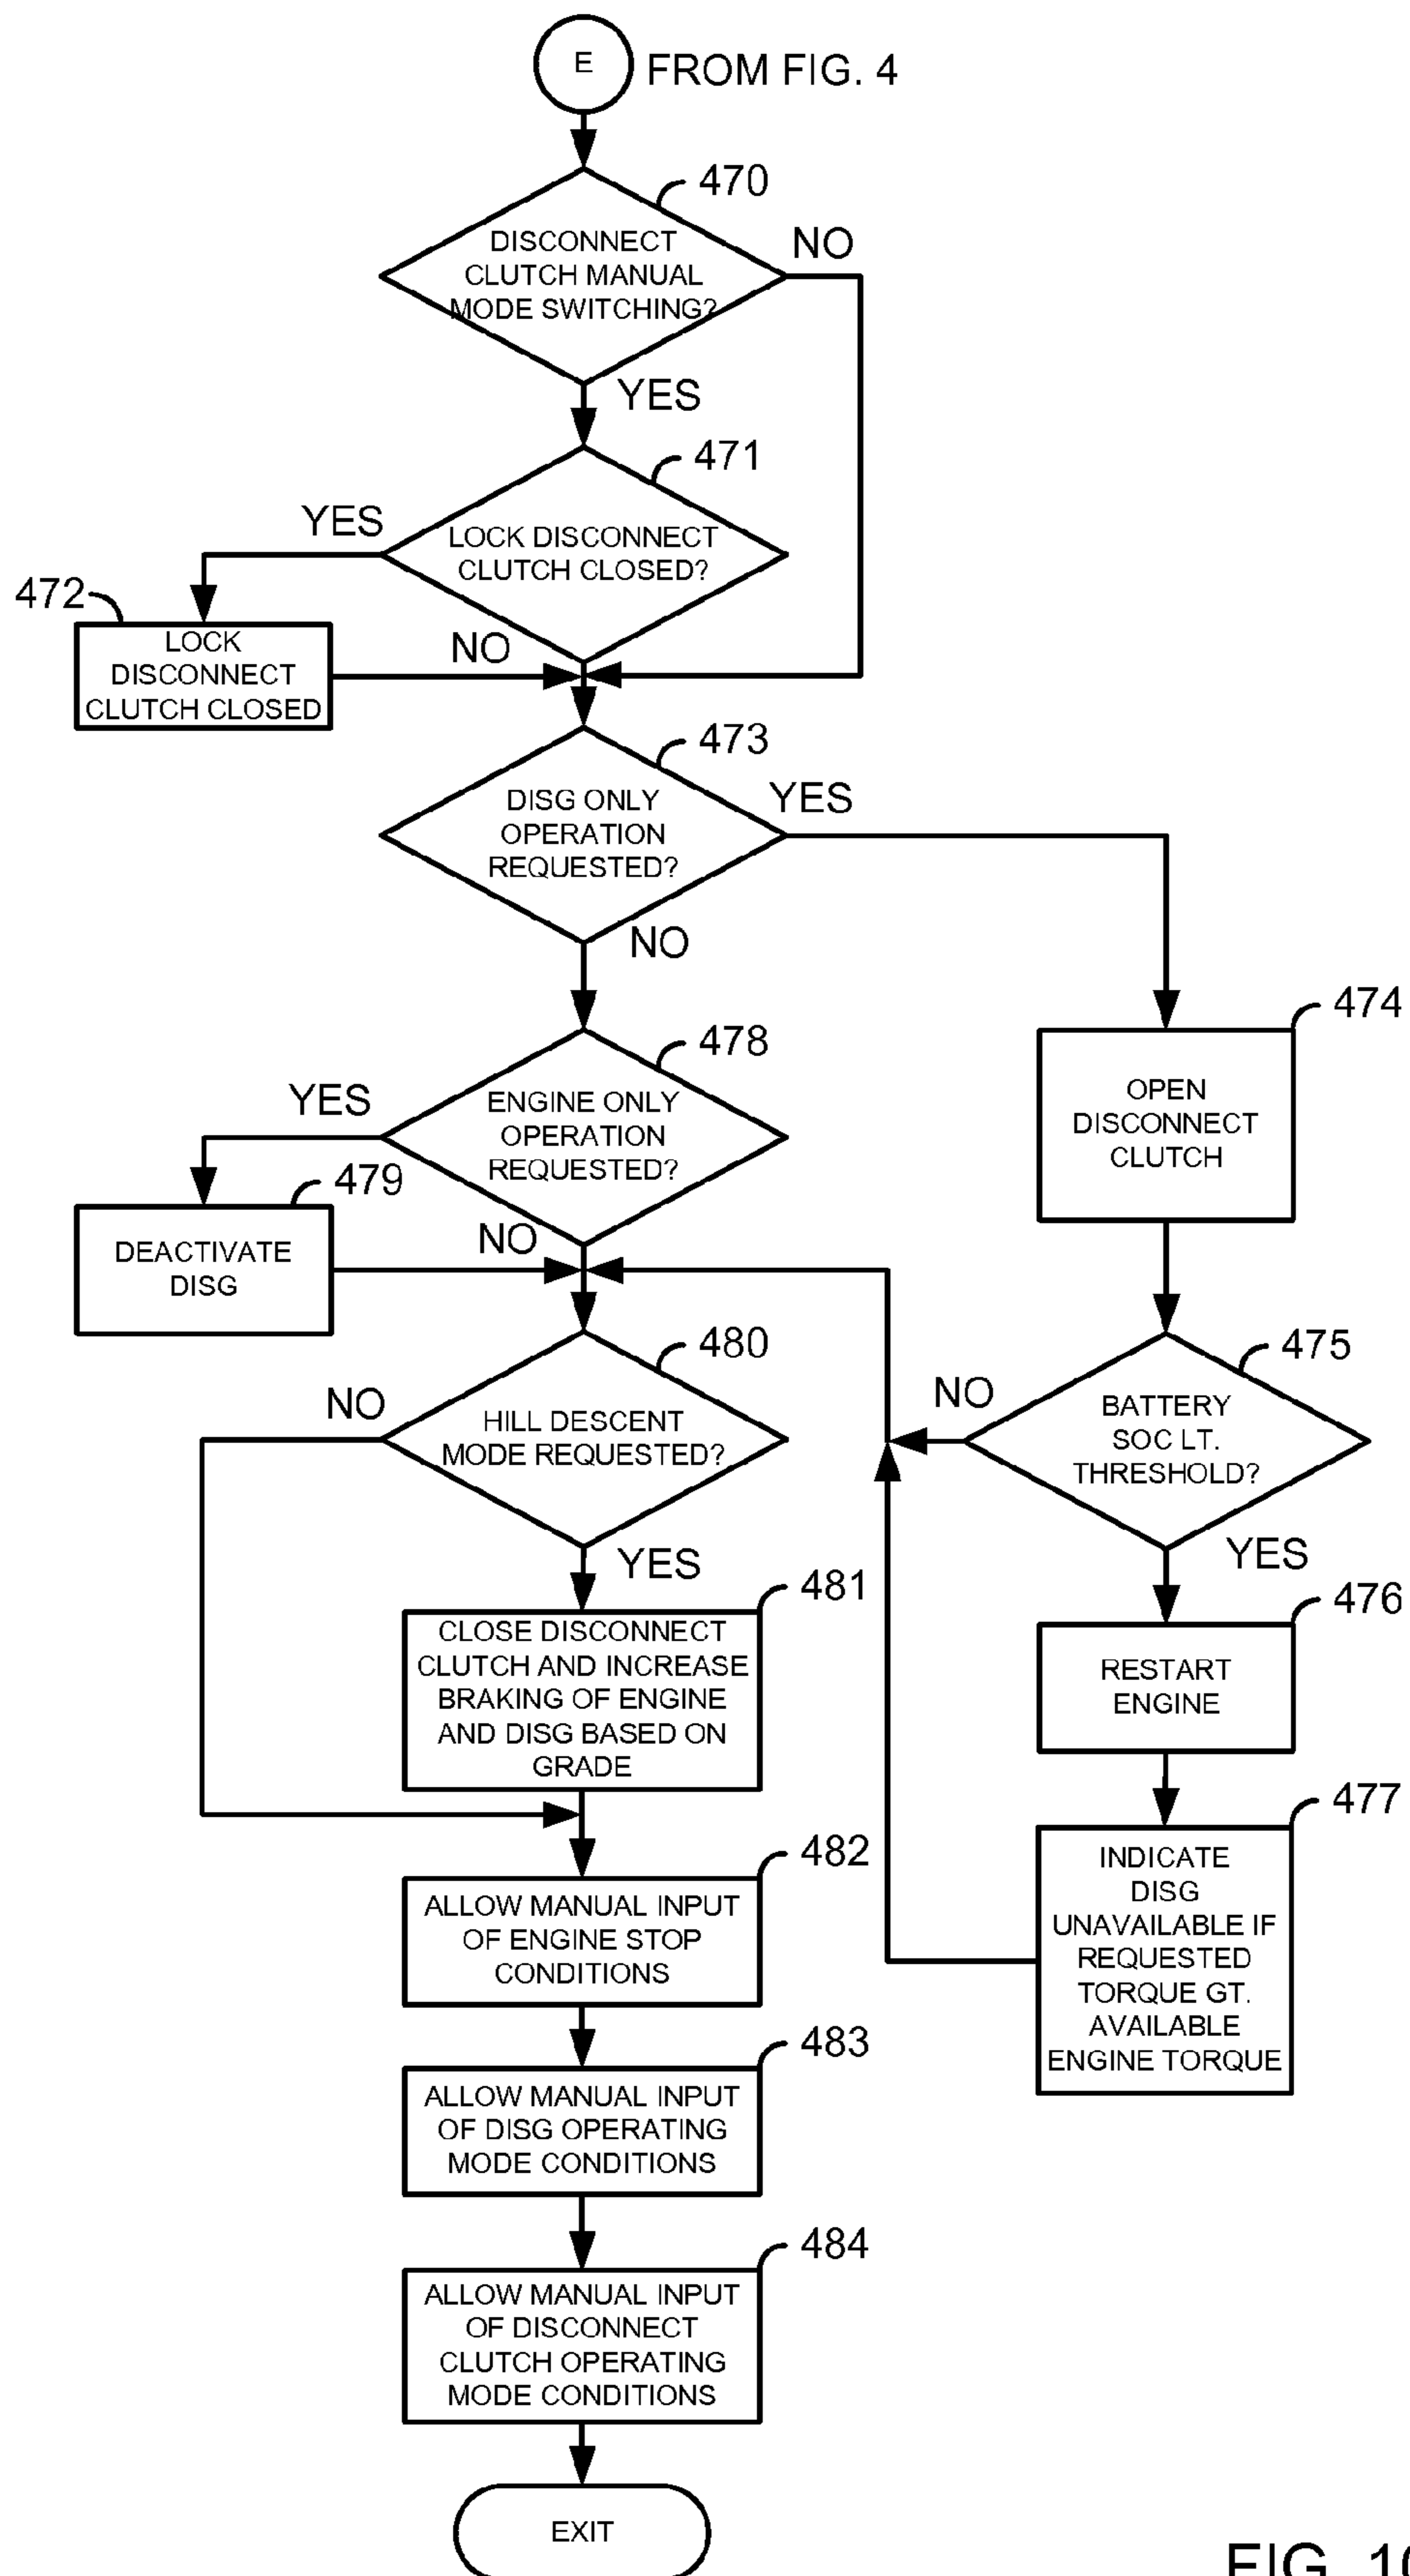 E
FROM FIG. 4
470
DISCONNECT
CLUTCH MANUAL
MODE SWITCHING?
NO
YES
471
LOCK DISCONNECT
CLUTCH CLOSED?
YES
472
LOCK
DISCONNECT
CLUTCH CLOSED
NO
473
DISG ONLY
OPERATION
REQUESTED?
YES
NO
474
OPEN
DISCONNECT
CLUTCH
478
ENGINE ONLY
OPERATION
REQUESTED?
YES
479
DEACTIVATE
DISG
NO
475
BATTERY
SOC LT.
THRESHOLD?
NO
YES
480
HILL DESCENT
MODE REQUESTED?
NO
YES
476
RESTART
ENGINE
481
CLOSE DISCONNECT
CLUTCH AND INCREASE
BRAKING OF ENGINE
AND DISG BASED ON
GRADE
477
INDICATE
DISG
UNAVAILABLE IF
REQUESTED
TORQUE GT.
AVAILABLE
ENGINE TORQUE
482
ALLOW MANUAL INPUT
OF ENGINE STOP
CONDITIONS
483
ALLOW MANUAL INPUT
OF DISG OPERATING
MODE CONDITIONS
484
ALLOW MANUAL INPUT
OF DISCONNECT
CLUTCH OPERATING
MODE CONDITIONS
EXIT
FIG. 10